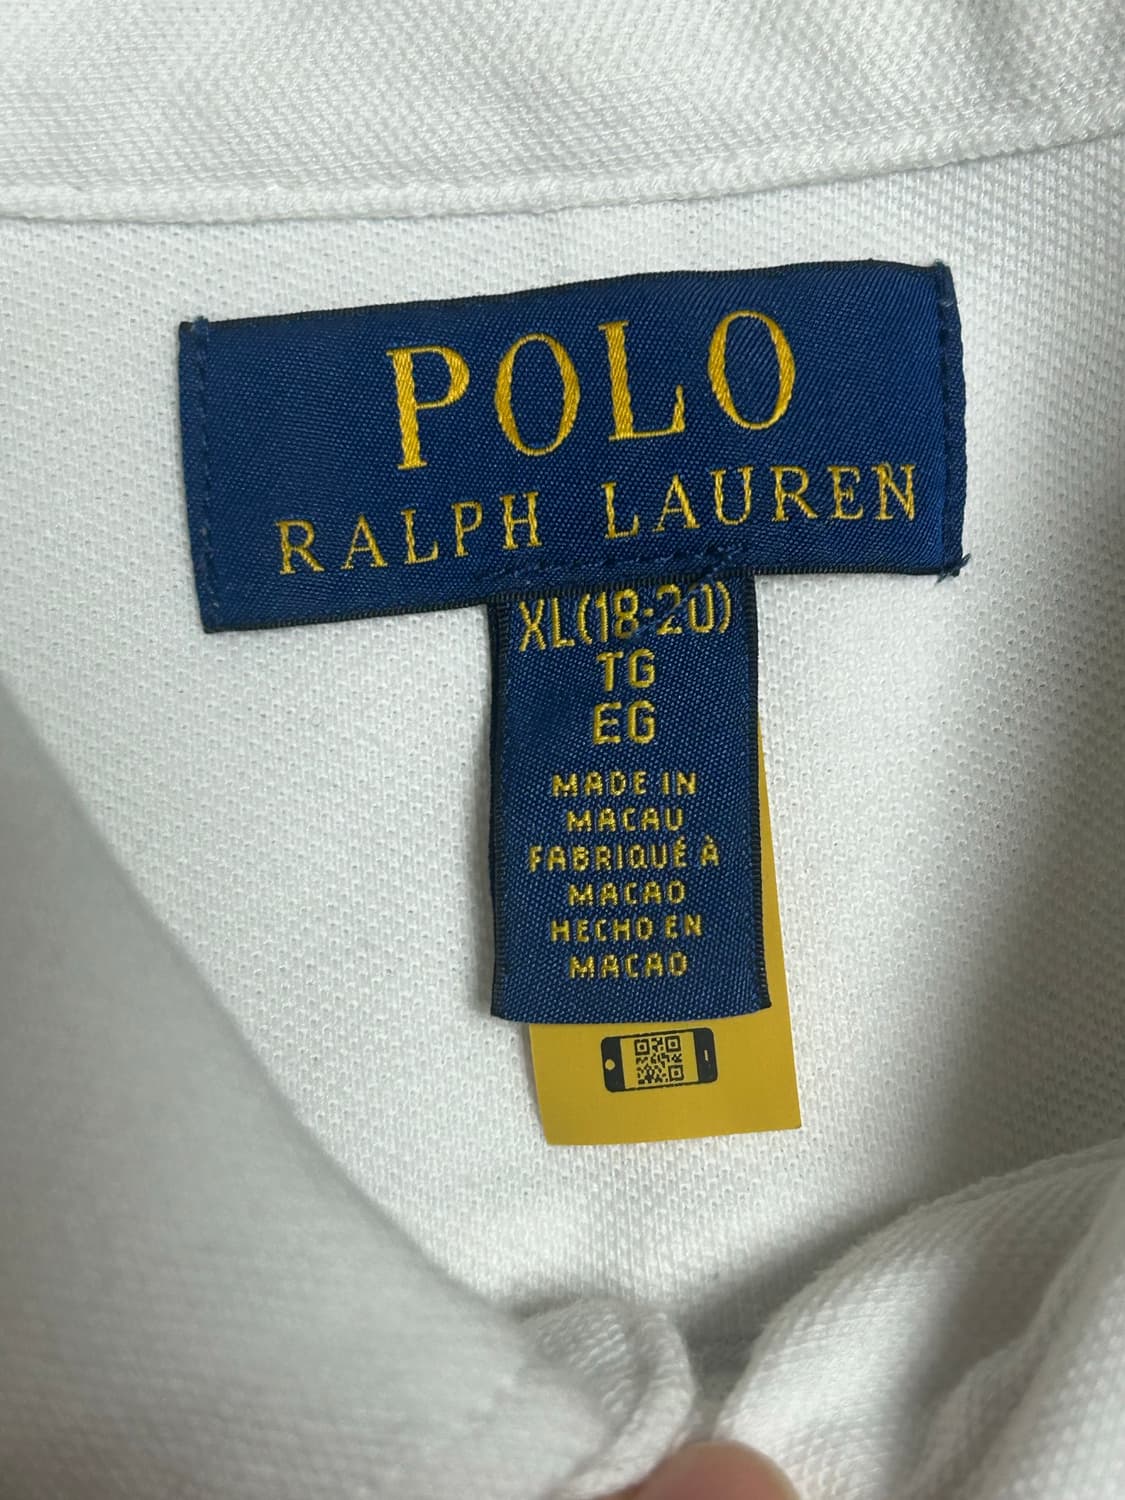 POLO
RALPH LAUREN
XL(18-20)
TG
EG
MADE IN
MACAU
FABRIQUÉ À
MACAO
HECHO EN
MACAO